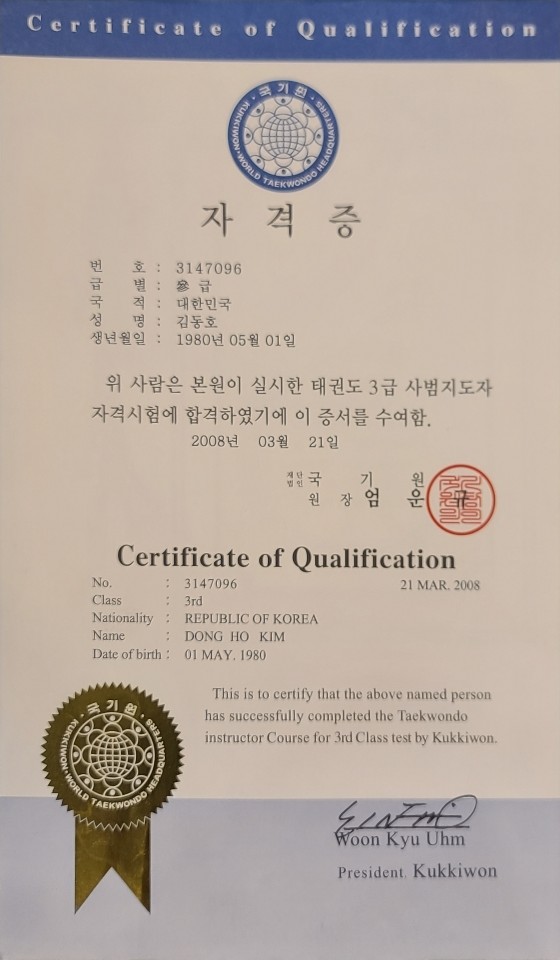 Certificate of Qualification
· 국기원 ·
KUKKIWON · WORLD TAEKWONDO HEADQUARTERS
자 격 증
번 호 : 3147096
급 별 : 參 급
국 적 : 대한민국
성 명 : 김동호
생년월일 : 1980년 05월 01일
위 사람은 본원이 실시한 태권도 3급 사범지도자
자격시험에 합격하였기에 이 증서를 수여함.
2008년 03월 21일
재단법인 국 기 원
원 장 엄 운 규
Certificate of Qualification
No. : 3147096 21 MAR. 2008
Class : 3rd
Nationality : REPUBLIC OF KOREA
Name : DONG HO KIM
Date of birth : 01 MAY. 1980
This is to certify that the above named person
has successfully completed the Taekwondo
instructor Course for 3rd Class test by Kukkiwon.
· 국기원 ·
KUKKIWON · WORLD TAEKWONDO HEADQUARTERS
Woon Kyu Uhm
President. Kukkiwon